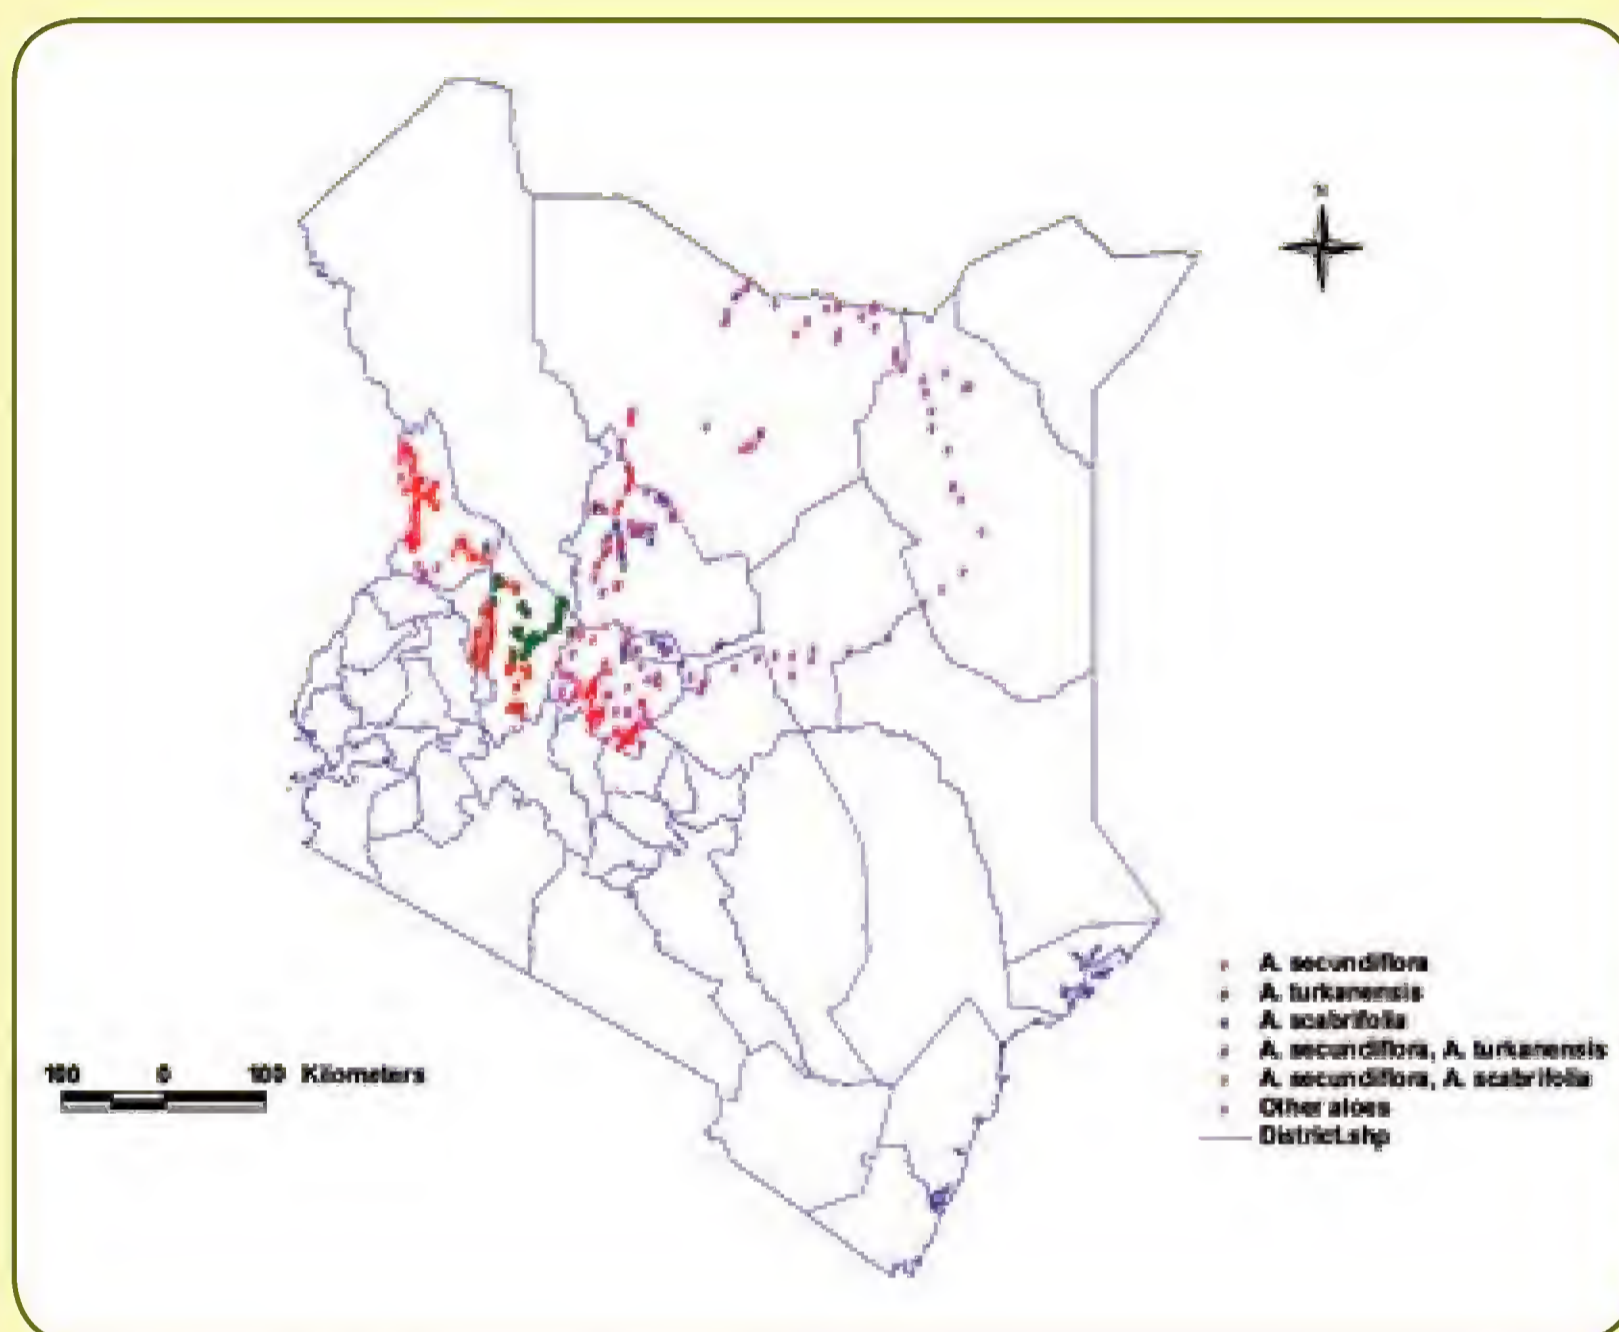 N
A. secundiflora
A. turkanensis
A. scabrifolia
A. secundiflora, A. turkanensis
A. secundiflora, A. scabrifolia
Other aloes
District.shp
100 0 100 Kilometers